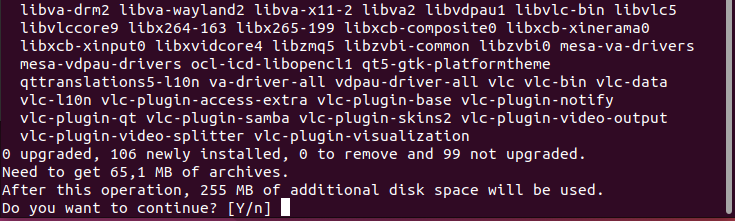 libva-drm2 libva-wayland2 libva-x11-2 libva2 libvdpau1 libvlc-bin libvlc5
libvlccore9 libx264-163 libx265-199 libxcb-composite0 libxcb-xinerama0
libxcb-xinput0 libxvidcore4 libzmq5 libzvbi-common libzvbi0 mesa-va-drivers
mesa-vdpau-drivers ocl-icd-libopencl1 qt5-gtk-platformtheme
qttranslations5-l10n va-driver-all vdpau-driver-all vlc vlc-bin vlc-data
vlc-l10n vlc-plugin-access-extra vlc-plugin-base vlc-plugin-notify
vlc-plugin-qt vlc-plugin-samba vlc-plugin-skins2 vlc-plugin-video-output
vlc-plugin-video-splitter vlc-plugin-visualization
0 upgraded, 106 newly installed, 0 to remove and 99 not upgraded.
Need to get 65,1 MB of archives.
After this operation, 255 MB of additional disk space will be used.
Do you want to continue? [Y/n]